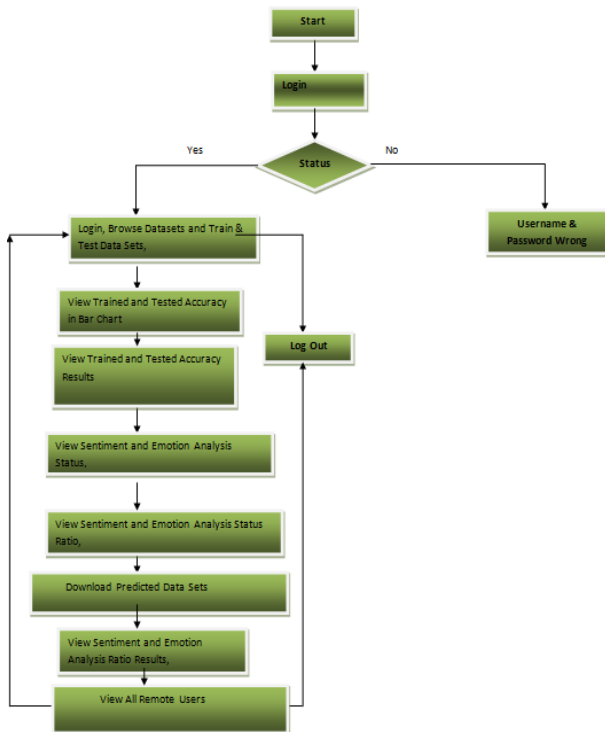 Start
Login
Status
Yes
No
Login, Browse Datasets and Train &
Test Data Sets,
Username &
Password Wrong
View Trained and Tested Accuracy
in Bar Chart
Log Out
View Trained and Tested Accuracy
Results
View Sentiment and Emotion Analysis
Status,
View Sentiment and Emotion Analysis Status
Ratio,
Download Predicted Data Sets
View Sentiment and Emotion
Analysis Ratio Results,
View All Remote Users